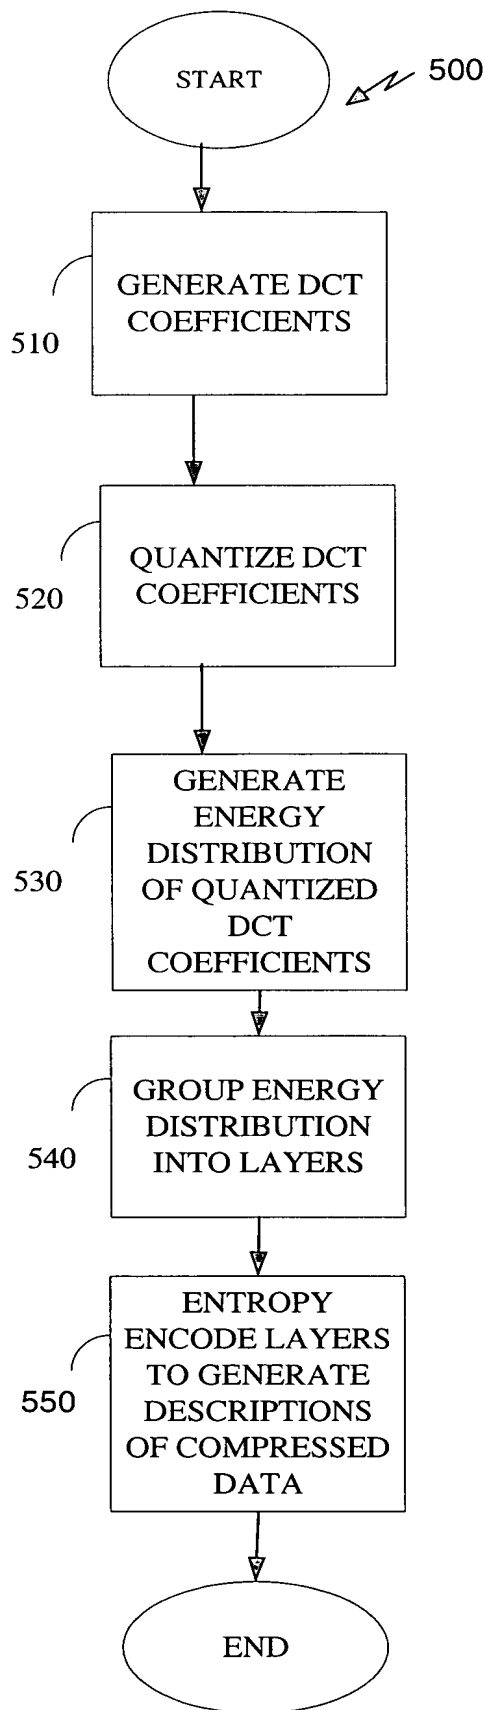 START
500
GENERATE DCT
COEFFICIENTS
510
QUANTIZE DCT
COEFFICIENTS
520
GENERATE
ENERGY
DISTRIBUTION
OF QUANTIZED
DCT
COEFFICIENTS
530
GROUP ENERGY
DISTRIBUTION
INTO LAYERS
540
ENTROPY
ENCODE LAYERS
TO GENERATE
DESCRIPTIONS
OF COMPRESSED
DATA
550
END